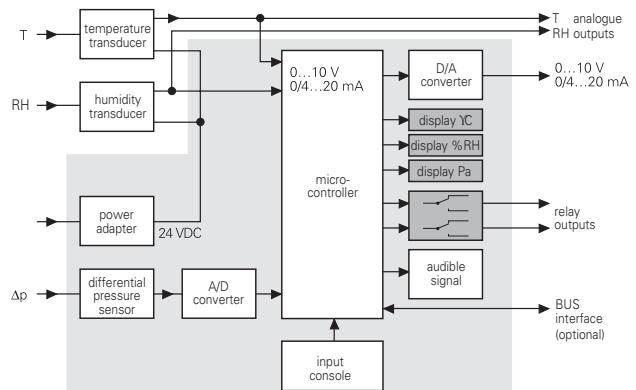 T
temperature
transducer
T analogue
RH outputs
RH
humidity
transducer
0...10 V
0/4...20 mA
D/A
converter
0...10 V
0/4...20 mA
display ϒC
display %RH
display Pa
micro-
controller
relay
outputs
power
adapter
24 VDC
audible
signal
Δp
differential
pressure
sensor
A/D
converter
BUS
interface
(optional)
input
console